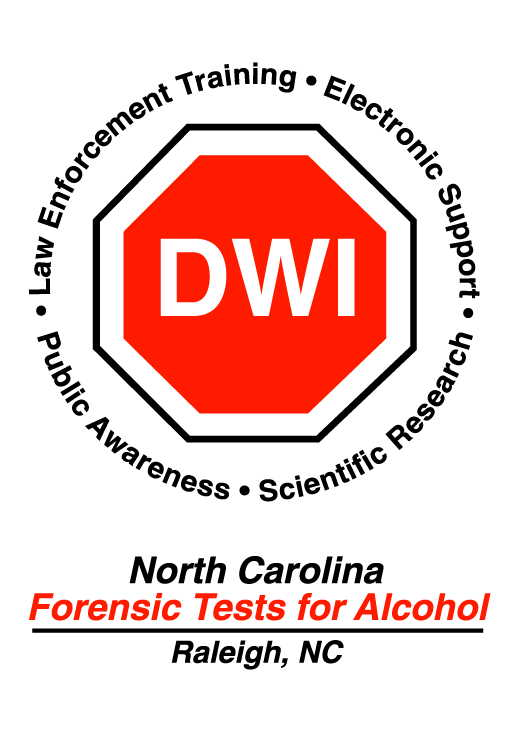 • Law Enforcement Training • Electronic Support •
Public Awareness • Scientific Research
DWI
North Carolina
Forensic Tests for Alcohol
Raleigh, NC